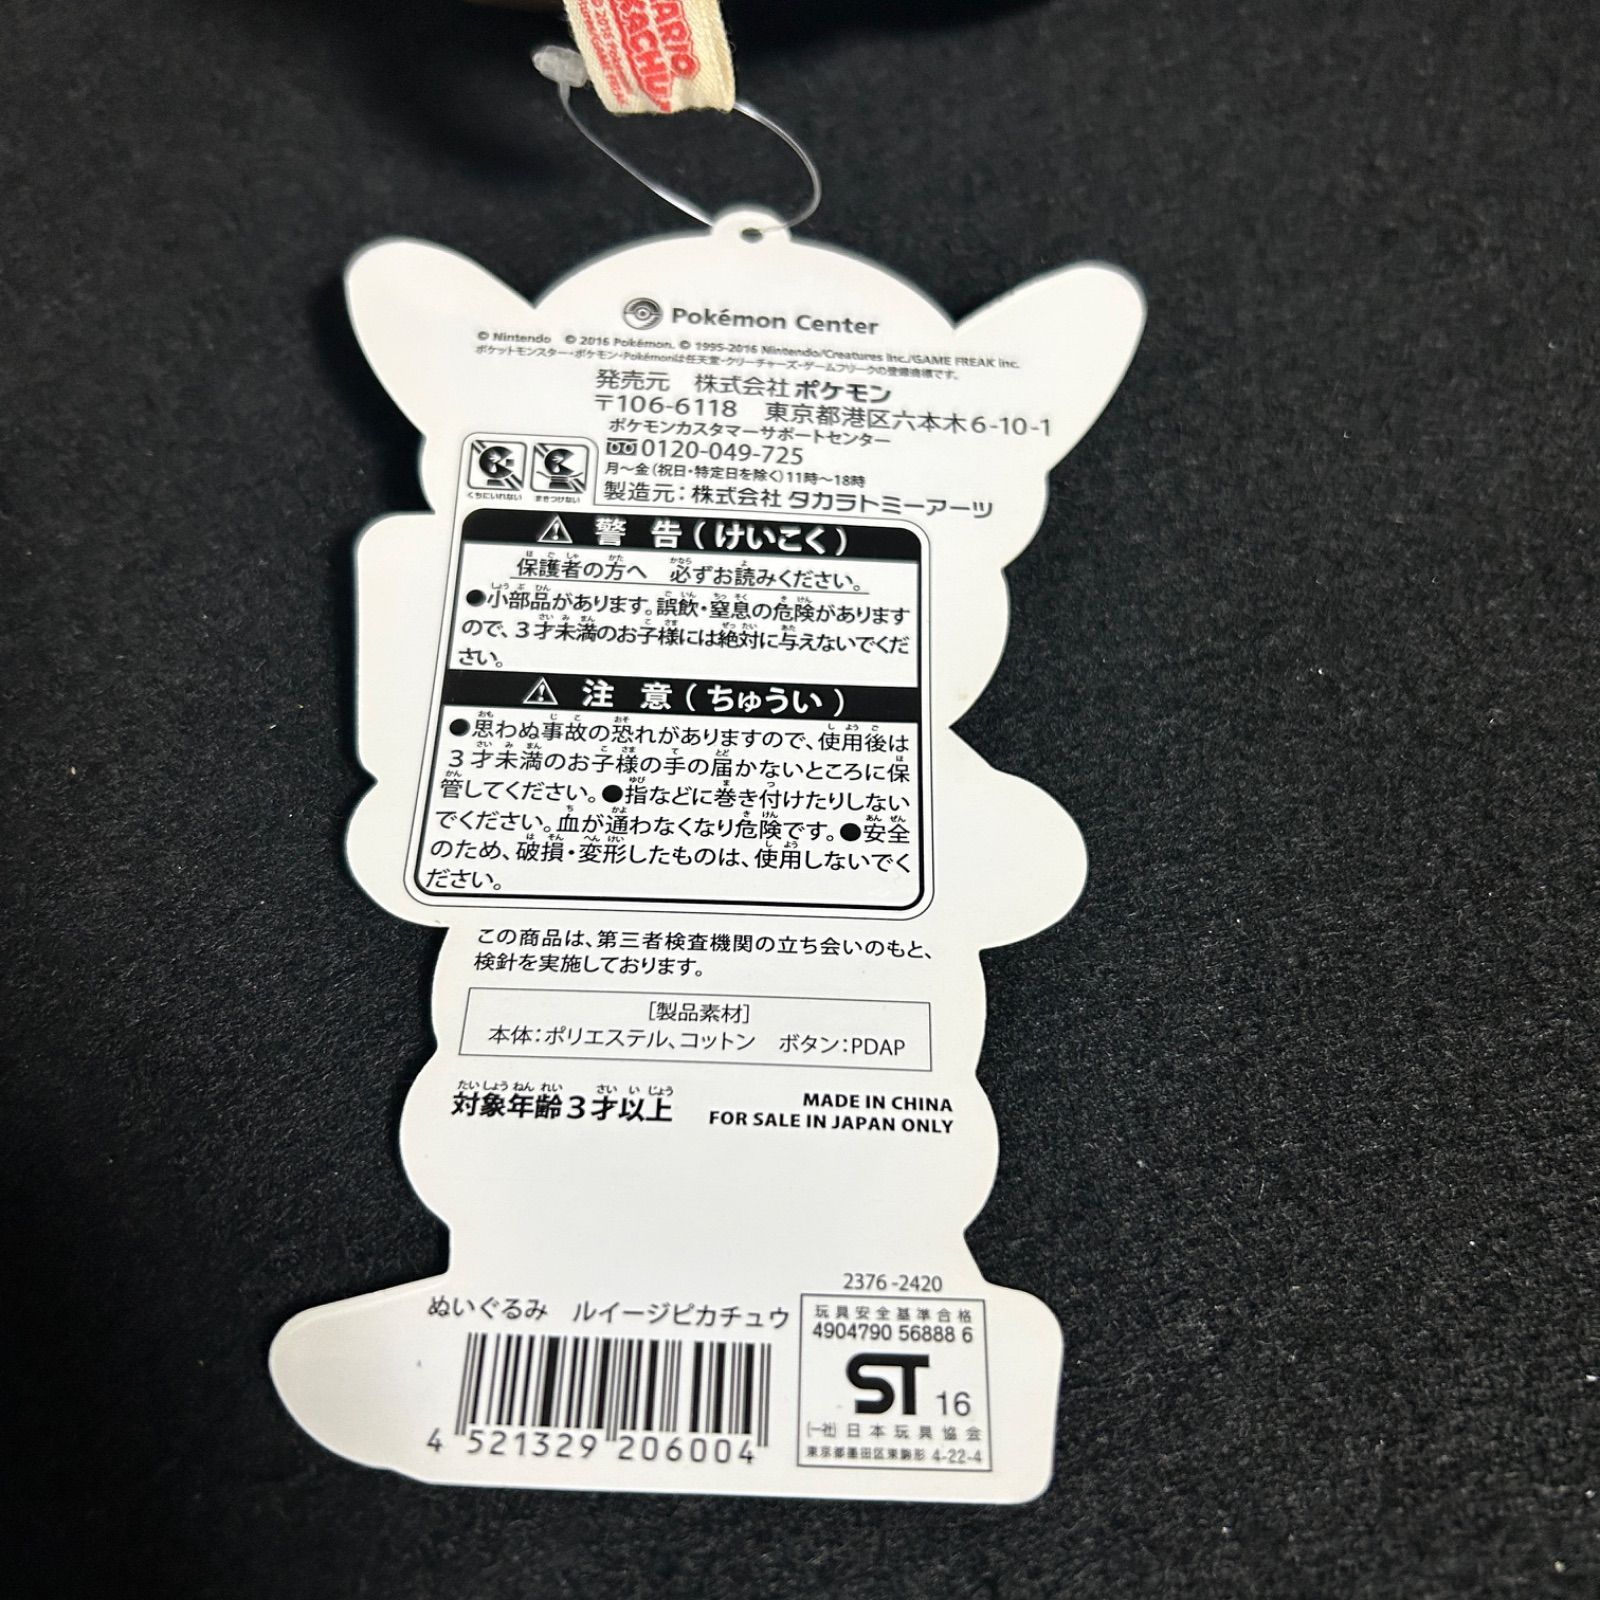 Pokémon Center
© Nintendo © 2016 Pokémon. © 1995-2016 Nintendo/Creatures Inc./GAME FREAK inc.
ポケットモンスター・ポケモン・Pokémonは任天堂・クリーチャーズ・ゲームフリークの登録商標です。
発売元 株式会社ポケモン
〒106-6118 東京都港区六本木6-10-1
ポケモンカスタマーサポートセンター
0120-049-725
月～金(祝日・特定日を除く)11時～18時
製造元：株式会社 タカラトミーアーツ
くちにいれない まきつけない
警 告 ( けいこく )
保護者の方へ 必ずお読みください。
●小部品があります。誤飲・窒息の危険があります
ので、3才未満のお子様には絶対に与えないでくだ
さい。
注 意 ( ちゅうい )
●思わぬ事故の恐れがありますので、使用後は
3才未満のお子様の手の届かないところに保
管してください。●指などに巻き付けたりしない
でください。血が通わなくなり危険です。●安全
のため、破損・変形したものは、使用しないでく
ださい。
この商品は、第三者検査機関の立ち会いのもと、
検針を実施しております。
[製品素材]
本体：ポリエステル、コットン ボタン：PDAP
対象年齢3才以上
MADE IN CHINA
FOR SALE IN JAPAN ONLY
2376-2420
ぬいぐるみ ルイージピカチュウ
4 521329 206004
玩具安全基準合格
4904790 56888 6
ST 16
(一社) 日本玩具協会
東京都墨田区東駒形 4-22-4